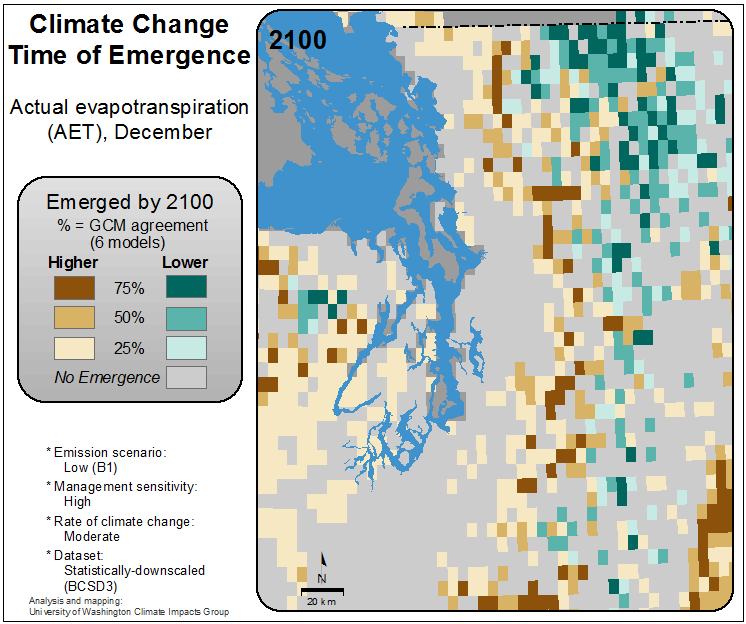 Climate Change
Time of Emergence
Actual evapotranspiration
(AET), December
Emerged by 2100
% = GCM agreement
(6 models)
Higher Lower
75%
50%
25%
No Emergence
* Emission scenario:
Low (B1)
* Management sensitivity:
High
* Rate of climate change:
Moderate
* Dataset:
Statistically-downscaled
(BCSD3)
Analysis and mapping:
University of Washington Climate Impacts Group
2100
N
20 km